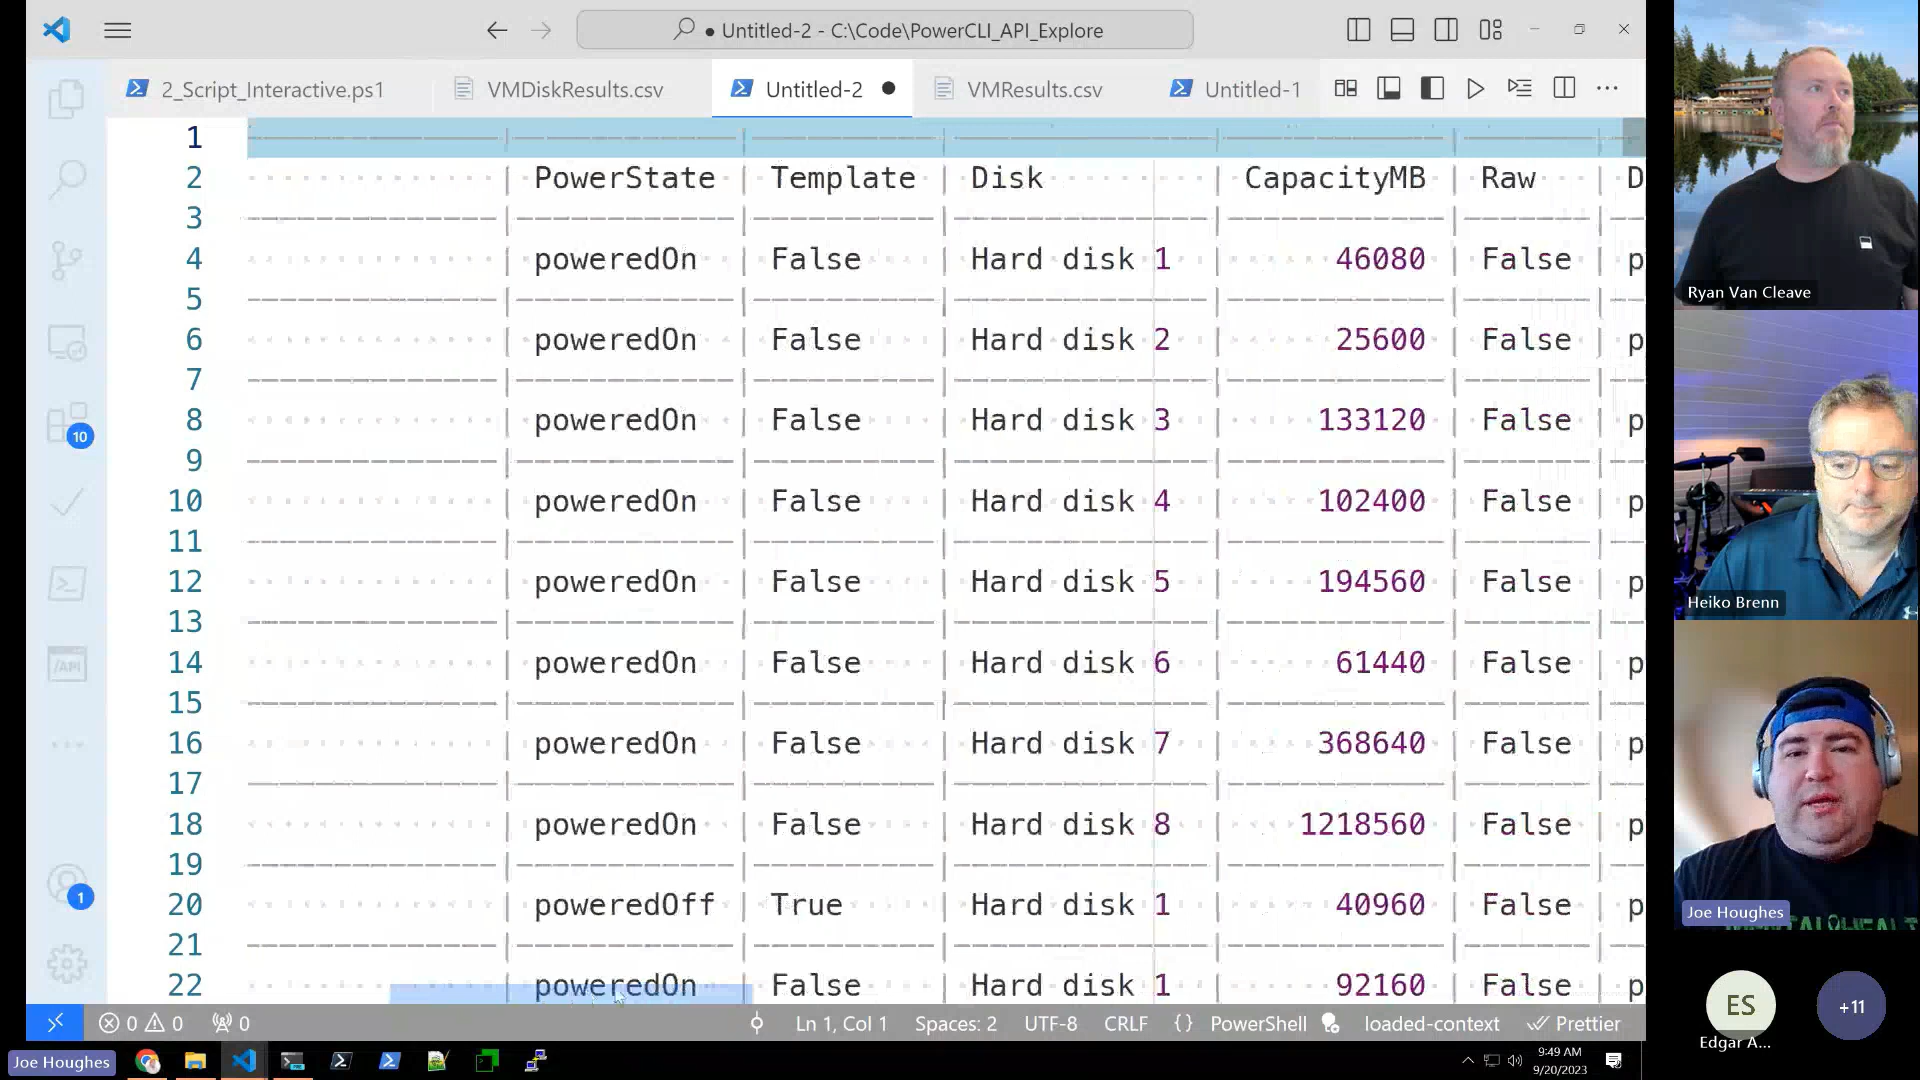 Untitled-2 - C:\Code\PowerCLI_API_Explore
2_Script_Interactive.ps1
VMDiskResults.csv
Untitled-2
VMResults.csv
Untitled-1
1
2 PowerState Template Disk CapacityMB Raw D
3
4 poweredOn False Hard disk 1 46080 False p
5
6 poweredOn False Hard disk 2 25600 False p
7
8 poweredOn False Hard disk 3 133120 False p
9
10 poweredOn False Hard disk 4 102400 False p
11
12 poweredOn False Hard disk 5 194560 False p
13
14 poweredOn False Hard disk 6 61440 False p
15
16 poweredOn False Hard disk 7 368640 False p
17
18 poweredOn False Hard disk 8 1218560 False p
19
20 poweredOff True Hard disk 1 40960 False p
21
22 poweredOn False Hard disk 1 92160 False p
10
/API
1
0 0 0 Ln 1, Col 1 Spaces: 2 UTF-8 CRLF {} PowerShell loaded-context Prettier
Joe Houghes
9:49 AM
9/20/2023
Ryan Van Cleave
Heiko Brenn
Joe Houghes
ES
+11
Edgar A...